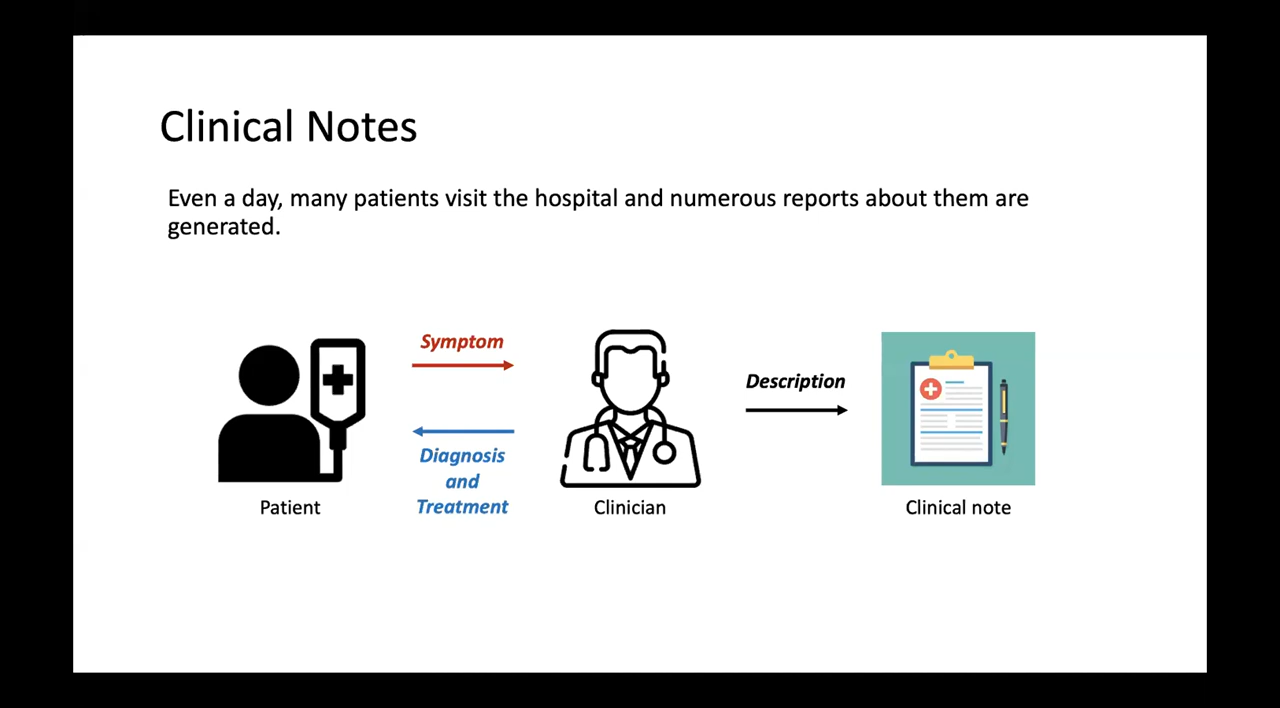 Clinical Notes
Even a day, many patients visit the hospital and numerous reports about them are
generated.
Symptom
Diagnosis
and
Treatment
Description
Patient
Clinician
Clinical note